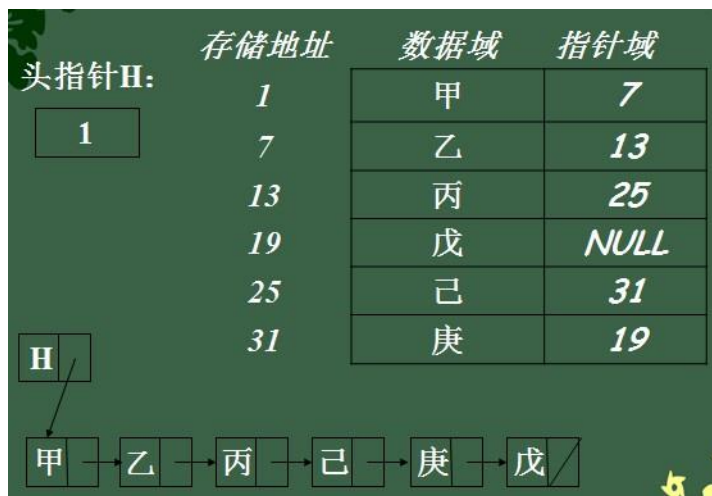 存储地址 数据域 指针域
头指针H:
1
1 甲 7
7 乙 13
13 丙 25
19 戊 NULL
25 己 31
31 庚 19
H
甲 乙 丙 己 庚 戊